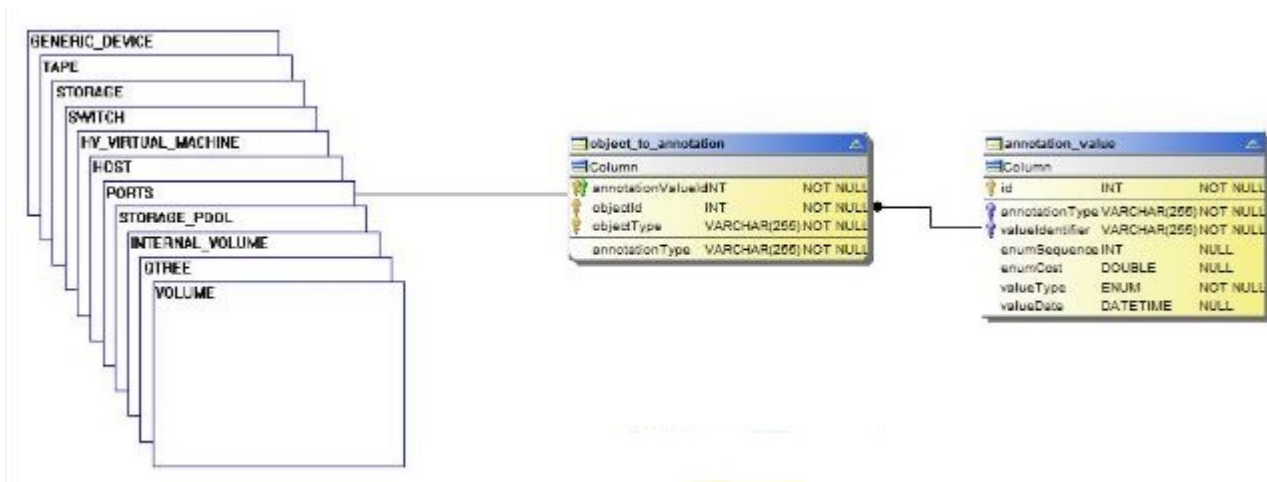 GENERIC_DEVICE
TAPE
STORAGE
SWITCH
HV_VIRTUAL_MACHINE
HOST
PORTS
STORAGE_POOL
INTERNAL_VOLUME
QTREE
VOLUME
object_to_annotation
Column
annotationValueId INT NOT NULL
objectId INT NOT NULL
objectType VARCHAR(255) NOT NULL
annotationType VARCHAR(255) NOT NULL
annotation_value
Column
id INT NOT NULL
annotationType VARCHAR(255) NOT NULL
valueIdentifier VARCHAR(255) NOT NULL
enumSequence INT NULL
enumCost DOUBLE NULL
valueType ENUM NOT NULL
valueDate DATETIME NULL